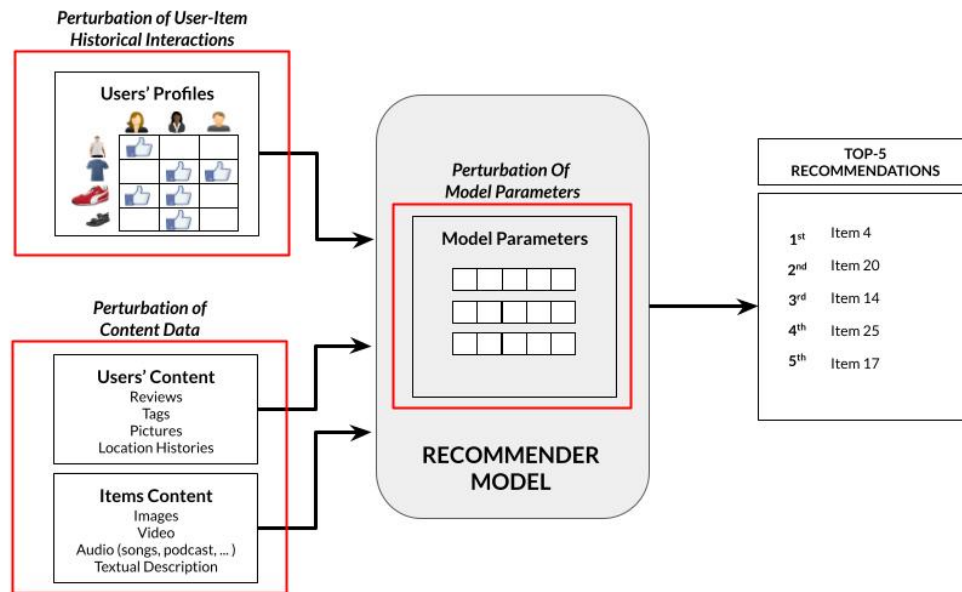 Perturbation of User-Item
Historical Interactions
Users' Profiles
Perturbation of
Content Data
Users' Content
Reviews
Tags
Pictures
Location Histories
Items Content
Images
Video
Audio (songs, podcast, ... )
Textual Description
Perturbation Of
Model Parameters
Model Parameters
RECOMMENDER
MODEL
TOP-5
RECOMMENDATIONS
1st Item 4
2nd Item 20
3rd Item 14
4th Item 25
5th Item 17